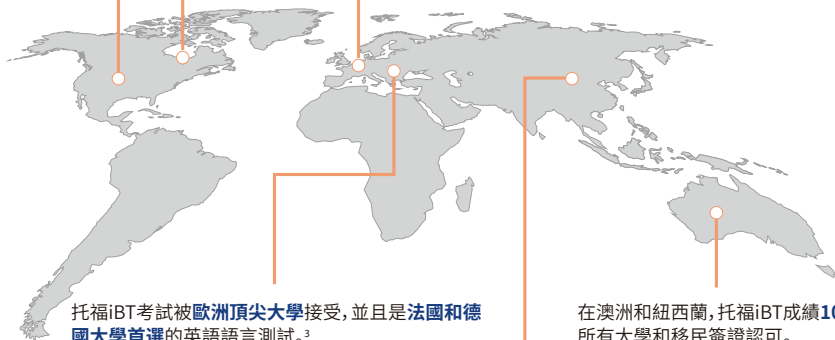 托福iBT考試被歐洲頂尖大學接受，並且是法國和德
國大學首選的英語語言測試。³
在澳洲和紐西蘭，托福iBT成績10
所有大學和移民簽證認可。